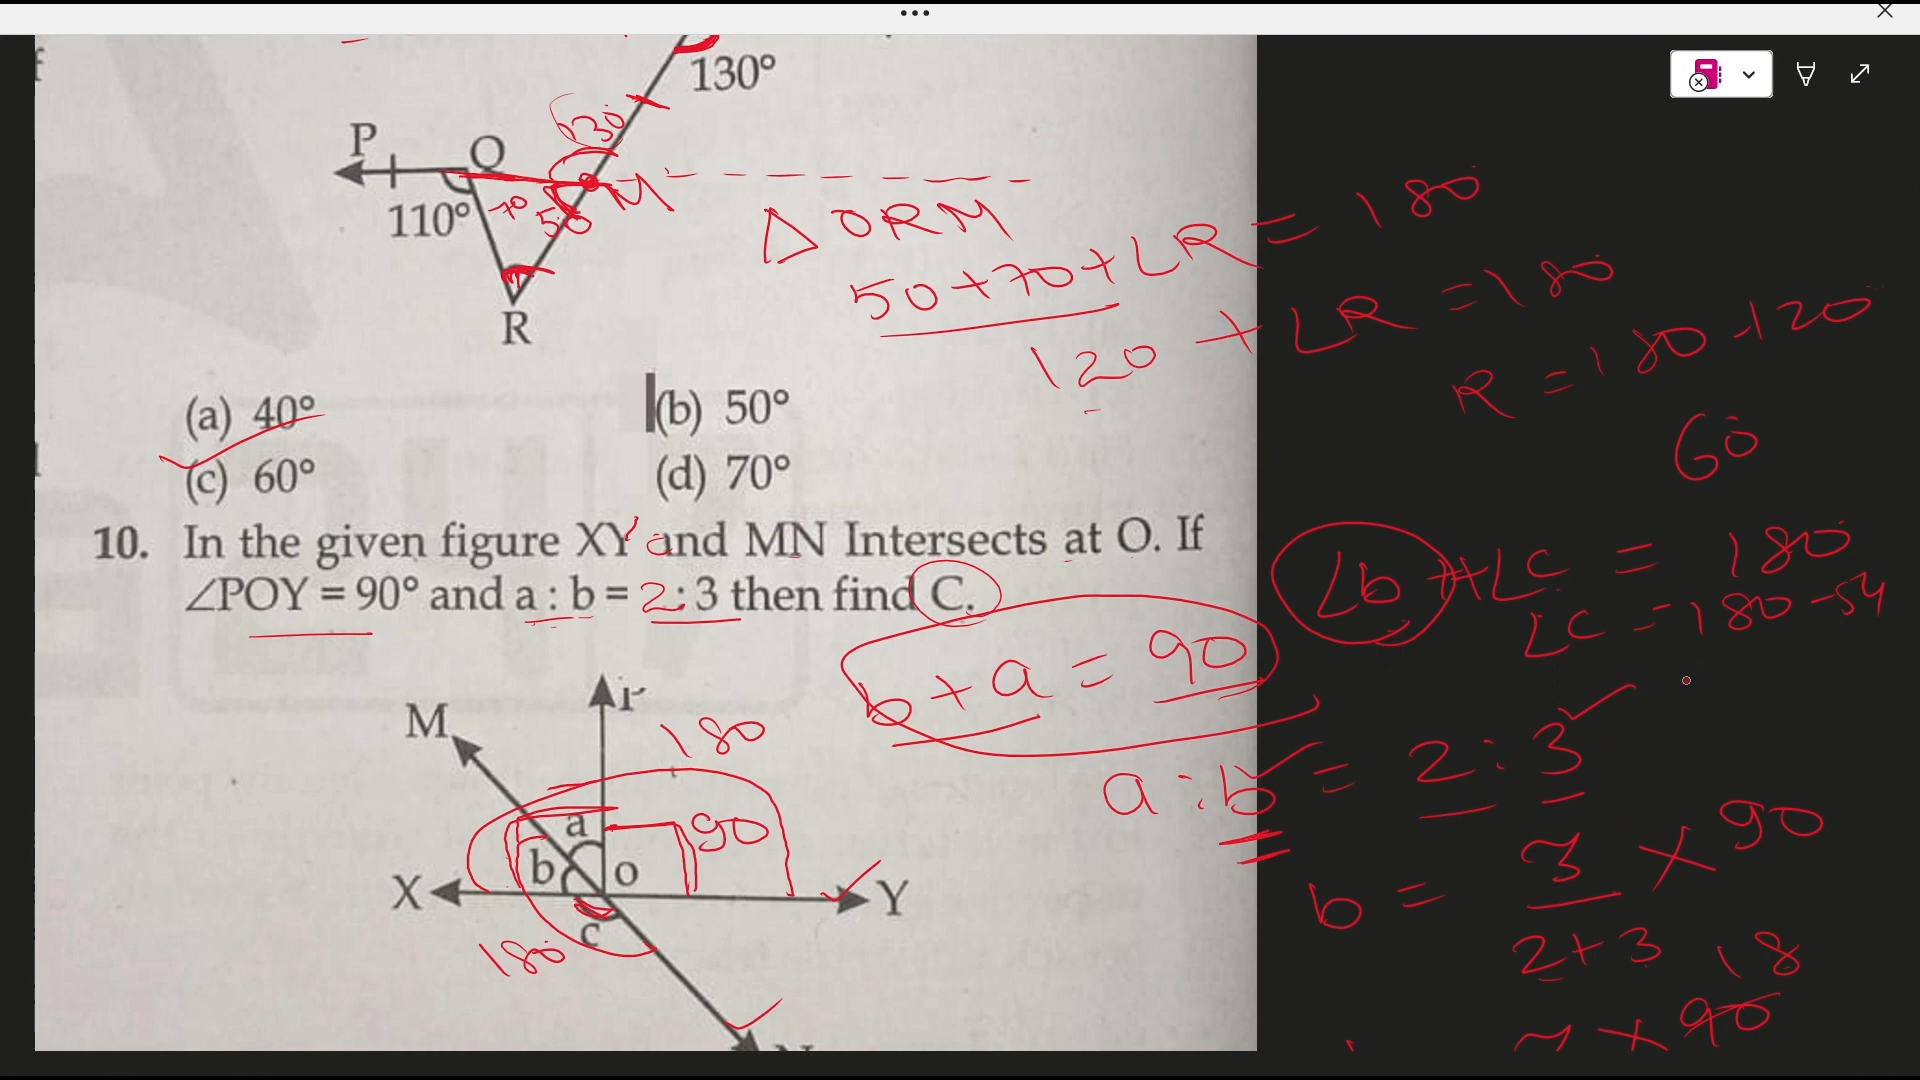 130°
P
Q
630
M
110°
70
50
R
△ ORM
50+70+∠R = 180
120 + ∠R = 180
R = 180-120
60
(a) 40°
(b) 50°
(c) 60°
(d) 70°
10. In the given figure XY and MN Intersects at O. If
∠POY = 90° and a : b = 2:3 then find C.
∠b + ∠C = 180
∠C = 180-54
b + a = 90
a : b = 2 : 3
b = 3 × 90
2+3
18
× 90
M
180
a
90
b
o
X
Y
c
180